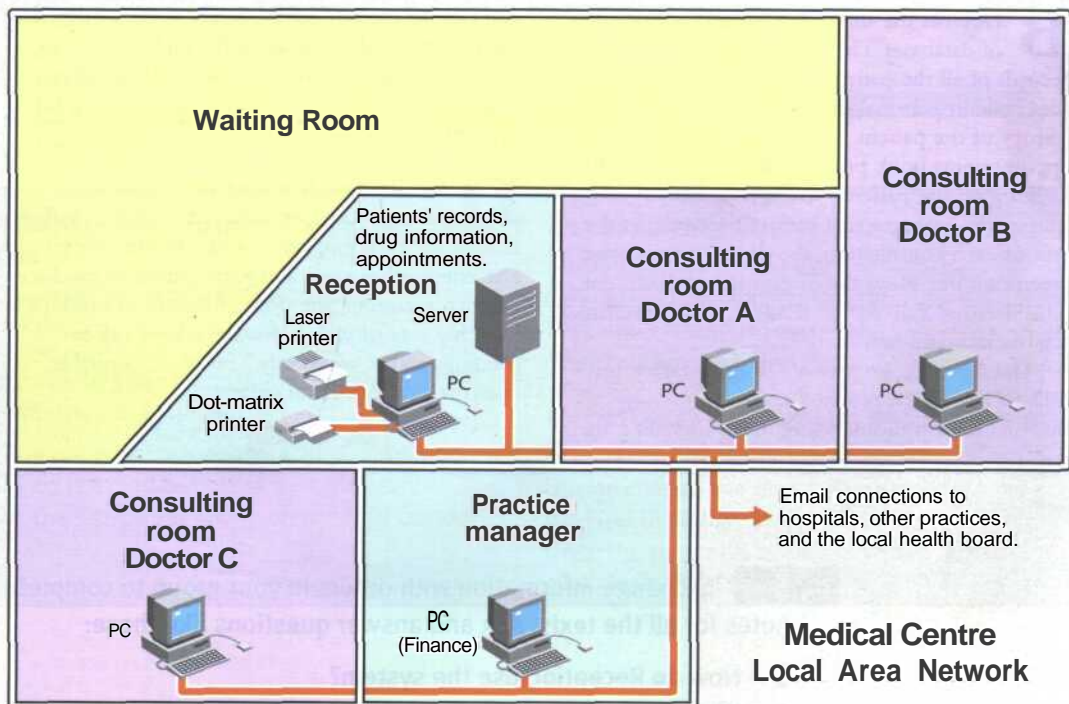 Waiting Room
Patients' records,
drug information,
appointments.
Reception
Laser
printer
Server
PC
Dot-matrix
printer
Consulting
room
Doctor A
PC
Consulting
room
Doctor B
PC
Consulting
room
Doctor C
PC
Practice
manager
PC
(Finance)
Email connections to
hospitals, other practices,
and the local health board.
Medical Centre
Local Area Network